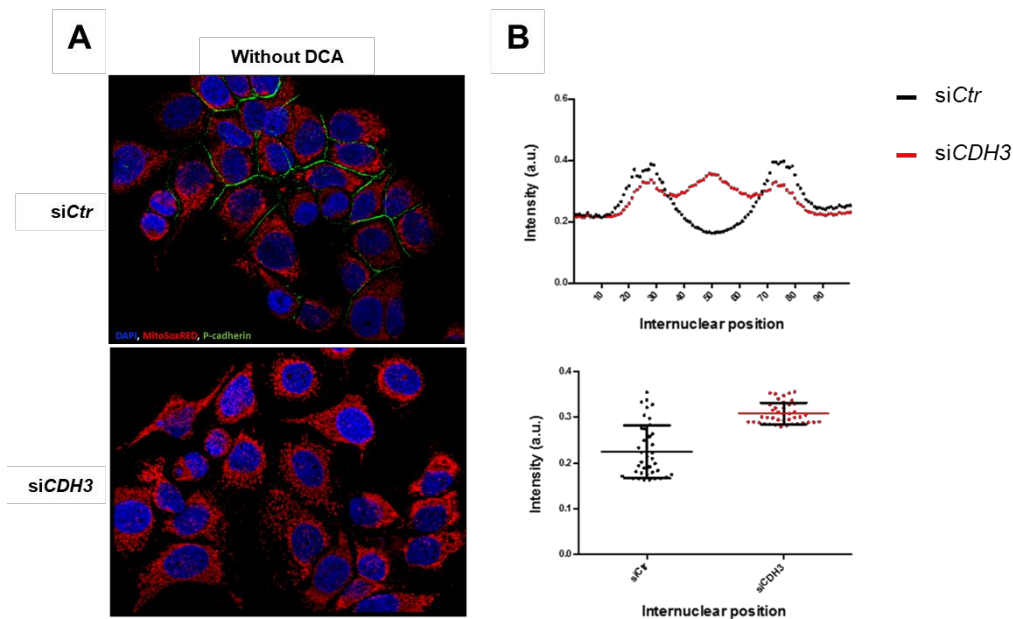 A
B
Without DCA
siCtr
siCDH3
DAPI, MitoSoxRED, P-cadherin
siCtr
siCDH3
Intensity (a.u.)
0.6
0.4
0.2
0.0
10 20 30 40 50 60 70 80 90
Internuclear position
Intensity (a.u.)
0.4
0.3
0.2
0.1
0.0
siCtr siCDH3
Internuclear position